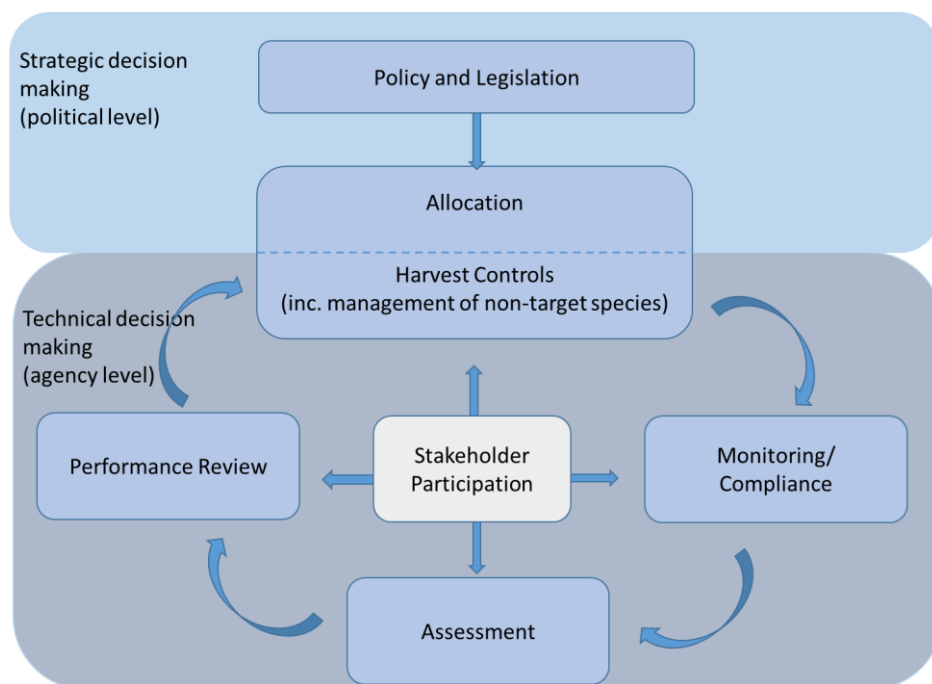 Strategic decision
making
(political level)
Policy and Legislation
Allocation
Harvest Controls
(inc. management of non-target species)
Technical decision
making
(agency level)
Performance Review
Stakeholder
Participation
Monitoring/
Compliance
Assessment